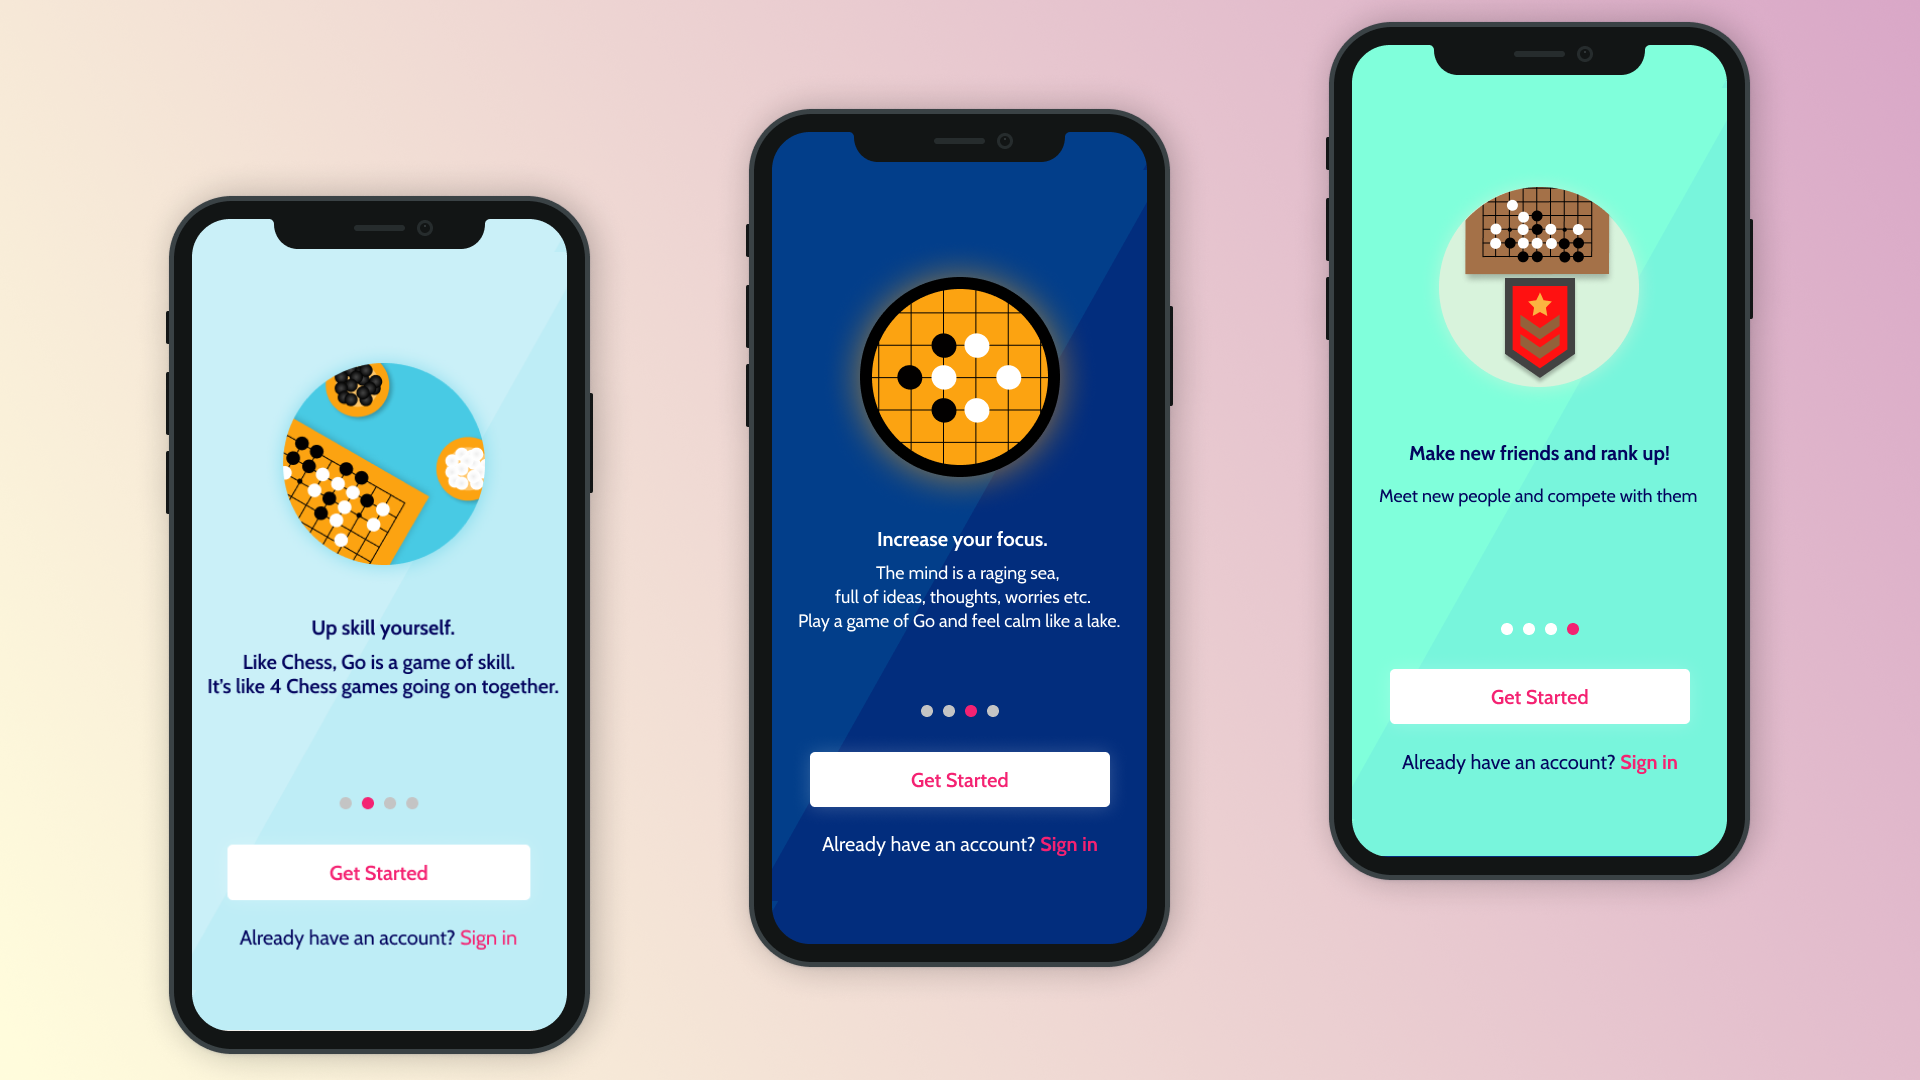 Up skill yourself.
Like Chess, Go is a game of skill.
It's like 4 Chess games going on together.
Get Started
Already have an account? Sign in
Increase your focus.
The mind is a raging sea,
full of ideas, thoughts, worries etc.
Play a game of Go and feel calm like a lake.
Get Started
Already have an account? Sign in
Make new friends and rank up!
Meet new people and compete with them
Get Started
Already have an account? Sign in